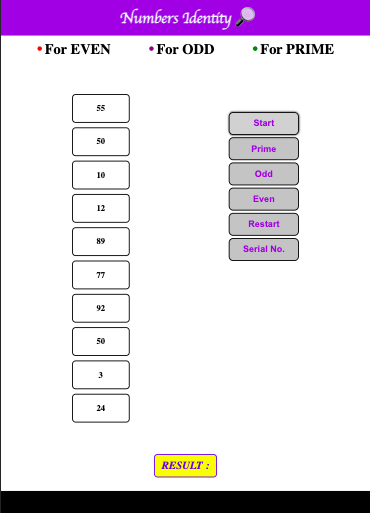 Numbers Identity
• For EVEN
• For ODD
• For PRIME
55
50
10
12
89
77
92
50
3
24
Start
Prime
Odd
Even
Restart
Serial No.
RESULT :